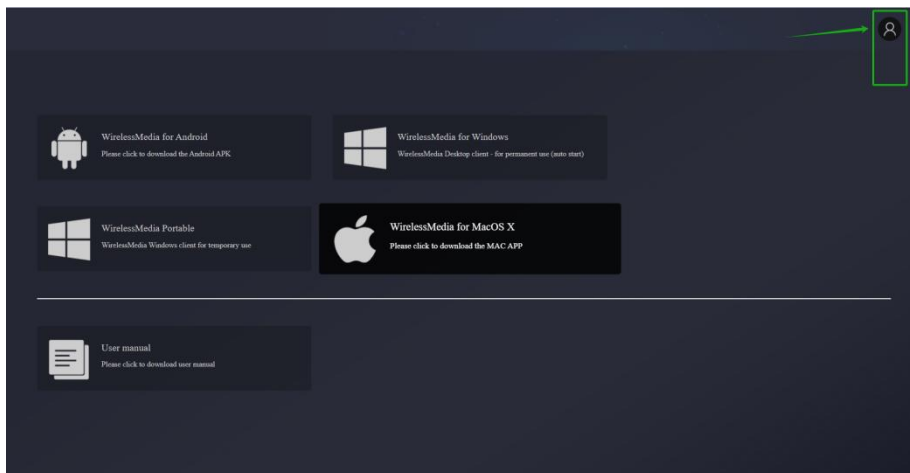 WirelessMedia for Android
Please click to download the Android APK
WirelessMedia for Windows
WirelessMedia Desktop client - for permanent use (auto start)
WirelessMedia Portable
WirelessMedia Windows client for temporary use
WirelessMedia for MacOS X
Please click to download the MAC APP
User manual
Please click to download user manual